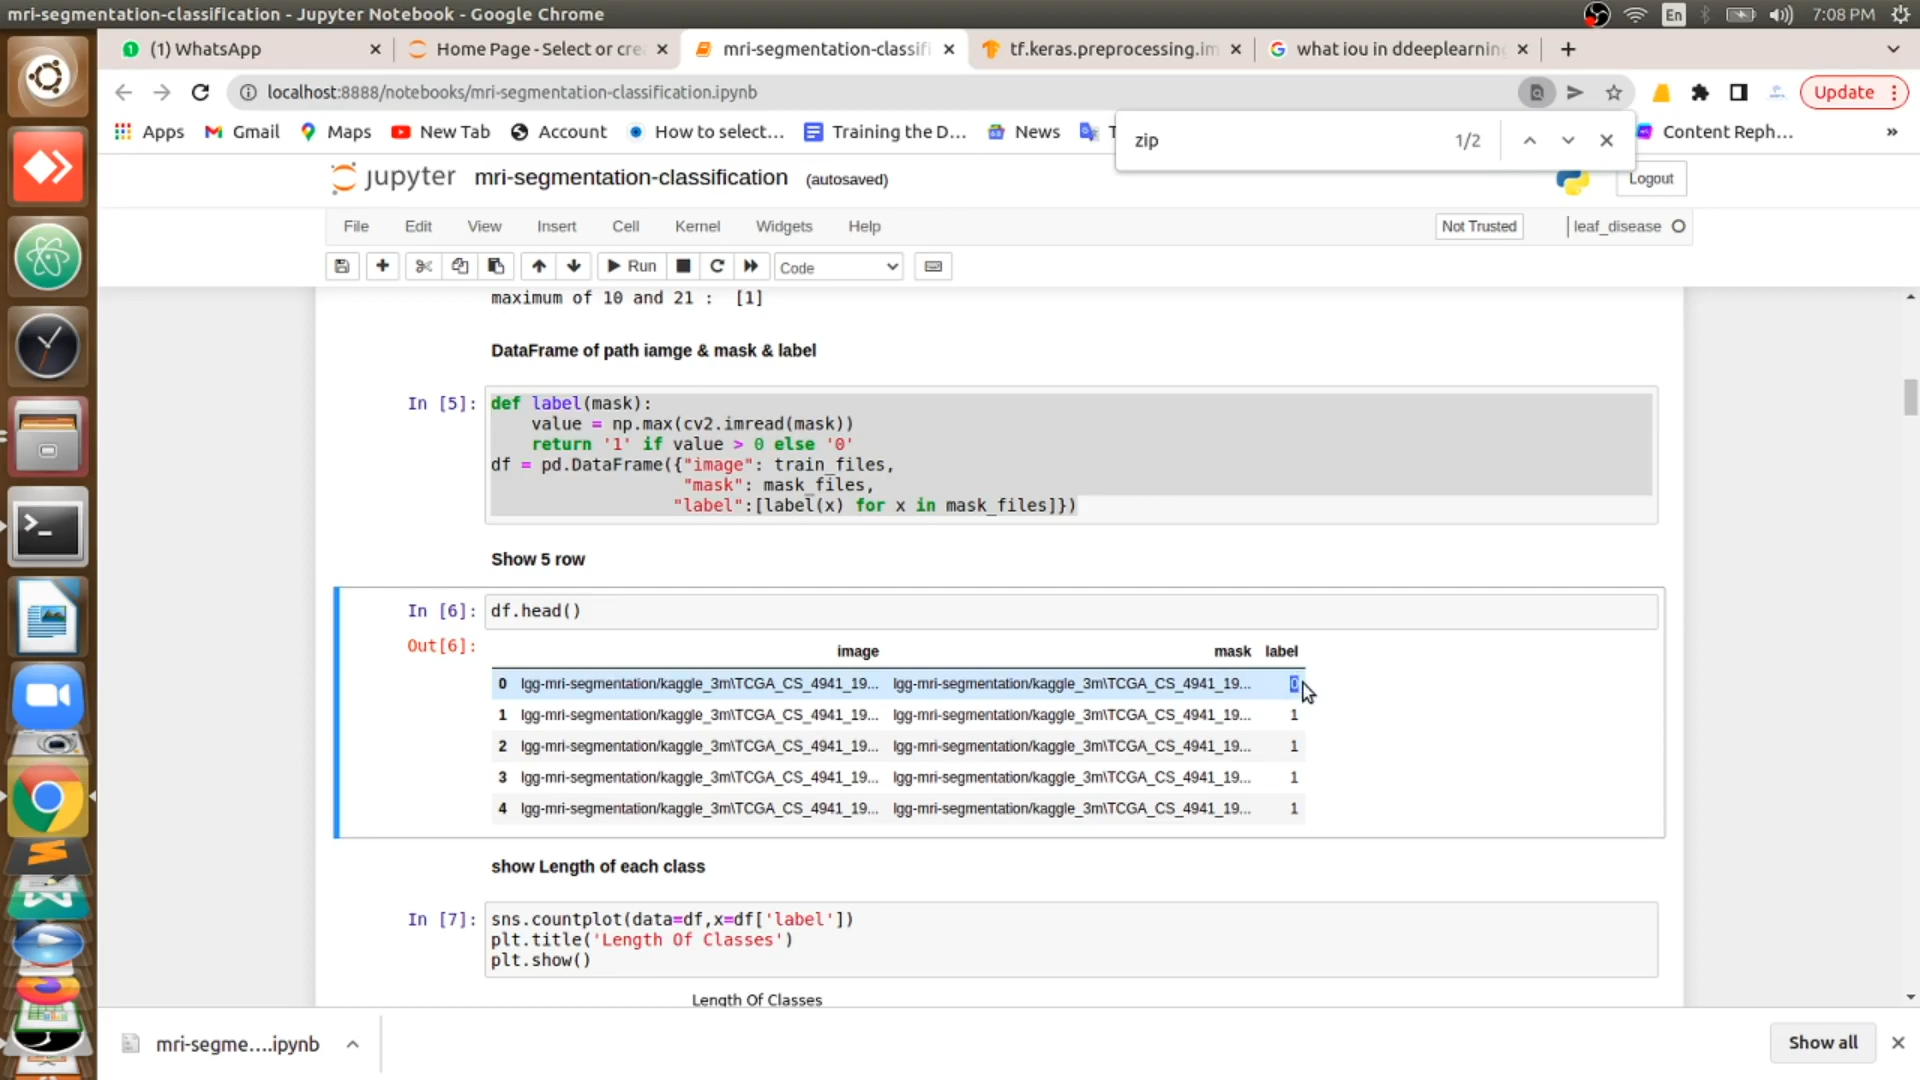 mri-segmentation-classification - Jupyter Notebook - Google Chrome
En
7:08 PM
(1) WhatsApp
Home Page - Select or cre
mri-segmentation-classifi
tf.keras.preprocessing.im
what iou in ddeeplearning
localhost:8888/notebooks/mri-segmentation-classification.ipynb
Update
Apps
Gmail
Maps
New Tab
Account
How to select...
Training the D...
News
Content Reph...
»
zip
1/2
jupyter
mri-segmentation-classification
(autosaved)
Logout
File
Edit
View
Insert
Cell
Kernel
Widgets
Help
Not Trusted
leaf_disease
Run
Code
maximum of 10 and 21 :  [1]
DataFrame of path iamge & mask & label
In [5]:
def label(mask):
    value = np.max(cv2.imread(mask))
    return '1' if value > 0 else '0'
df = pd.DataFrame({"image": train_files,
                   "mask": mask_files,
                  "label":[label(x) for x in mask_files]})
Show 5 row
In [6]:
df.head()
Out[6]:
image mask label
0 lgg-mri-segmentation/kaggle_3m\TCGA_CS_4941_19... lgg-mri-segmentation/kaggle_3m\TCGA_CS_4941_19... 0
1 lgg-mri-segmentation/kaggle_3m\TCGA_CS_4941_19... lgg-mri-segmentation/kaggle_3m\TCGA_CS_4941_19... 1
2 lgg-mri-segmentation/kaggle_3m\TCGA_CS_4941_19... lgg-mri-segmentation/kaggle_3m\TCGA_CS_4941_19... 1
3 lgg-mri-segmentation/kaggle_3m\TCGA_CS_4941_19... lgg-mri-segmentation/kaggle_3m\TCGA_CS_4941_19... 1
4 lgg-mri-segmentation/kaggle_3m\TCGA_CS_4941_19... lgg-mri-segmentation/kaggle_3m\TCGA_CS_4941_19... 1
show Length of each class
In [7]:
sns.countplot(data=df,x=df['label'])
plt.title('Length Of Classes')
plt.show()
Length Of Classes
mri-segme....ipynb
Show all